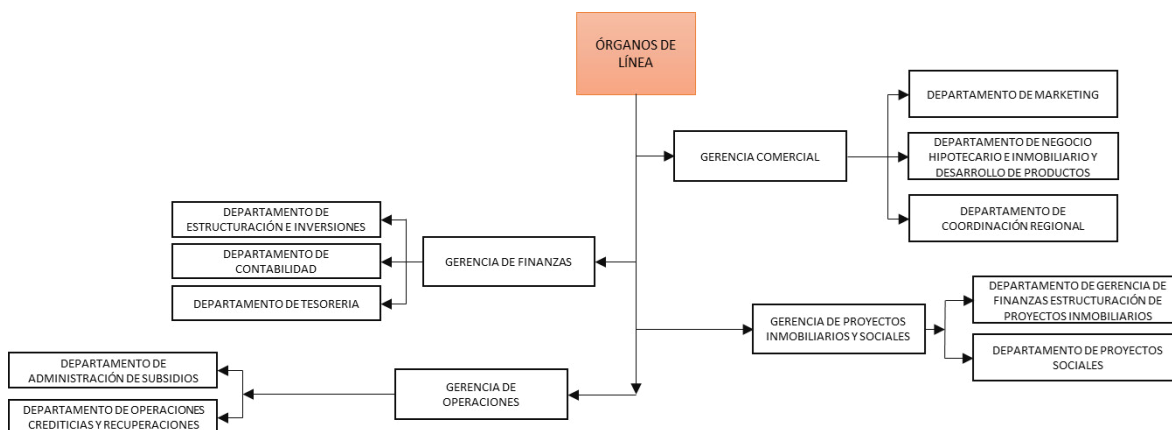 ÓRGANOS DE
LÍNEA
GERENCIA COMERCIAL
DEPARTAMENTO DE MARKETING
DEPARTAMENTO DE NEGOCIO
HIPOTECARIO E INMOBILIARIO Y
DESARROLLO DE PRODUCTOS
DEPARTAMENTO DE
COORDINACIÓN REGIONAL
GERENCIA DE FINANZAS
DEPARTAMENTO DE
ESTRUCTURACIÓN E INVERSIONES
DEPARTAMENTO DE
CONTABILIDAD
DEPARTAMENTO DE TESORERIA
GERENCIA DE PROYECTOS
INMOBILIARIOS Y SOCIALES
DEPARTAMENTO DE GERENCIA DE
FINANZAS ESTRUCTURACIÓN DE
PROYECTOS INMOBILIARIOS
DEPARTAMENTO DE PROYECTOS
SOCIALES
GERENCIA DE
OPERACIONES
DEPARTAMENTO DE
ADMINISTRACIÓN DE SUBSIDIOS
DEPARTAMENTO DE OPERACIONES
CREDITICIAS Y RECUPERACIONES